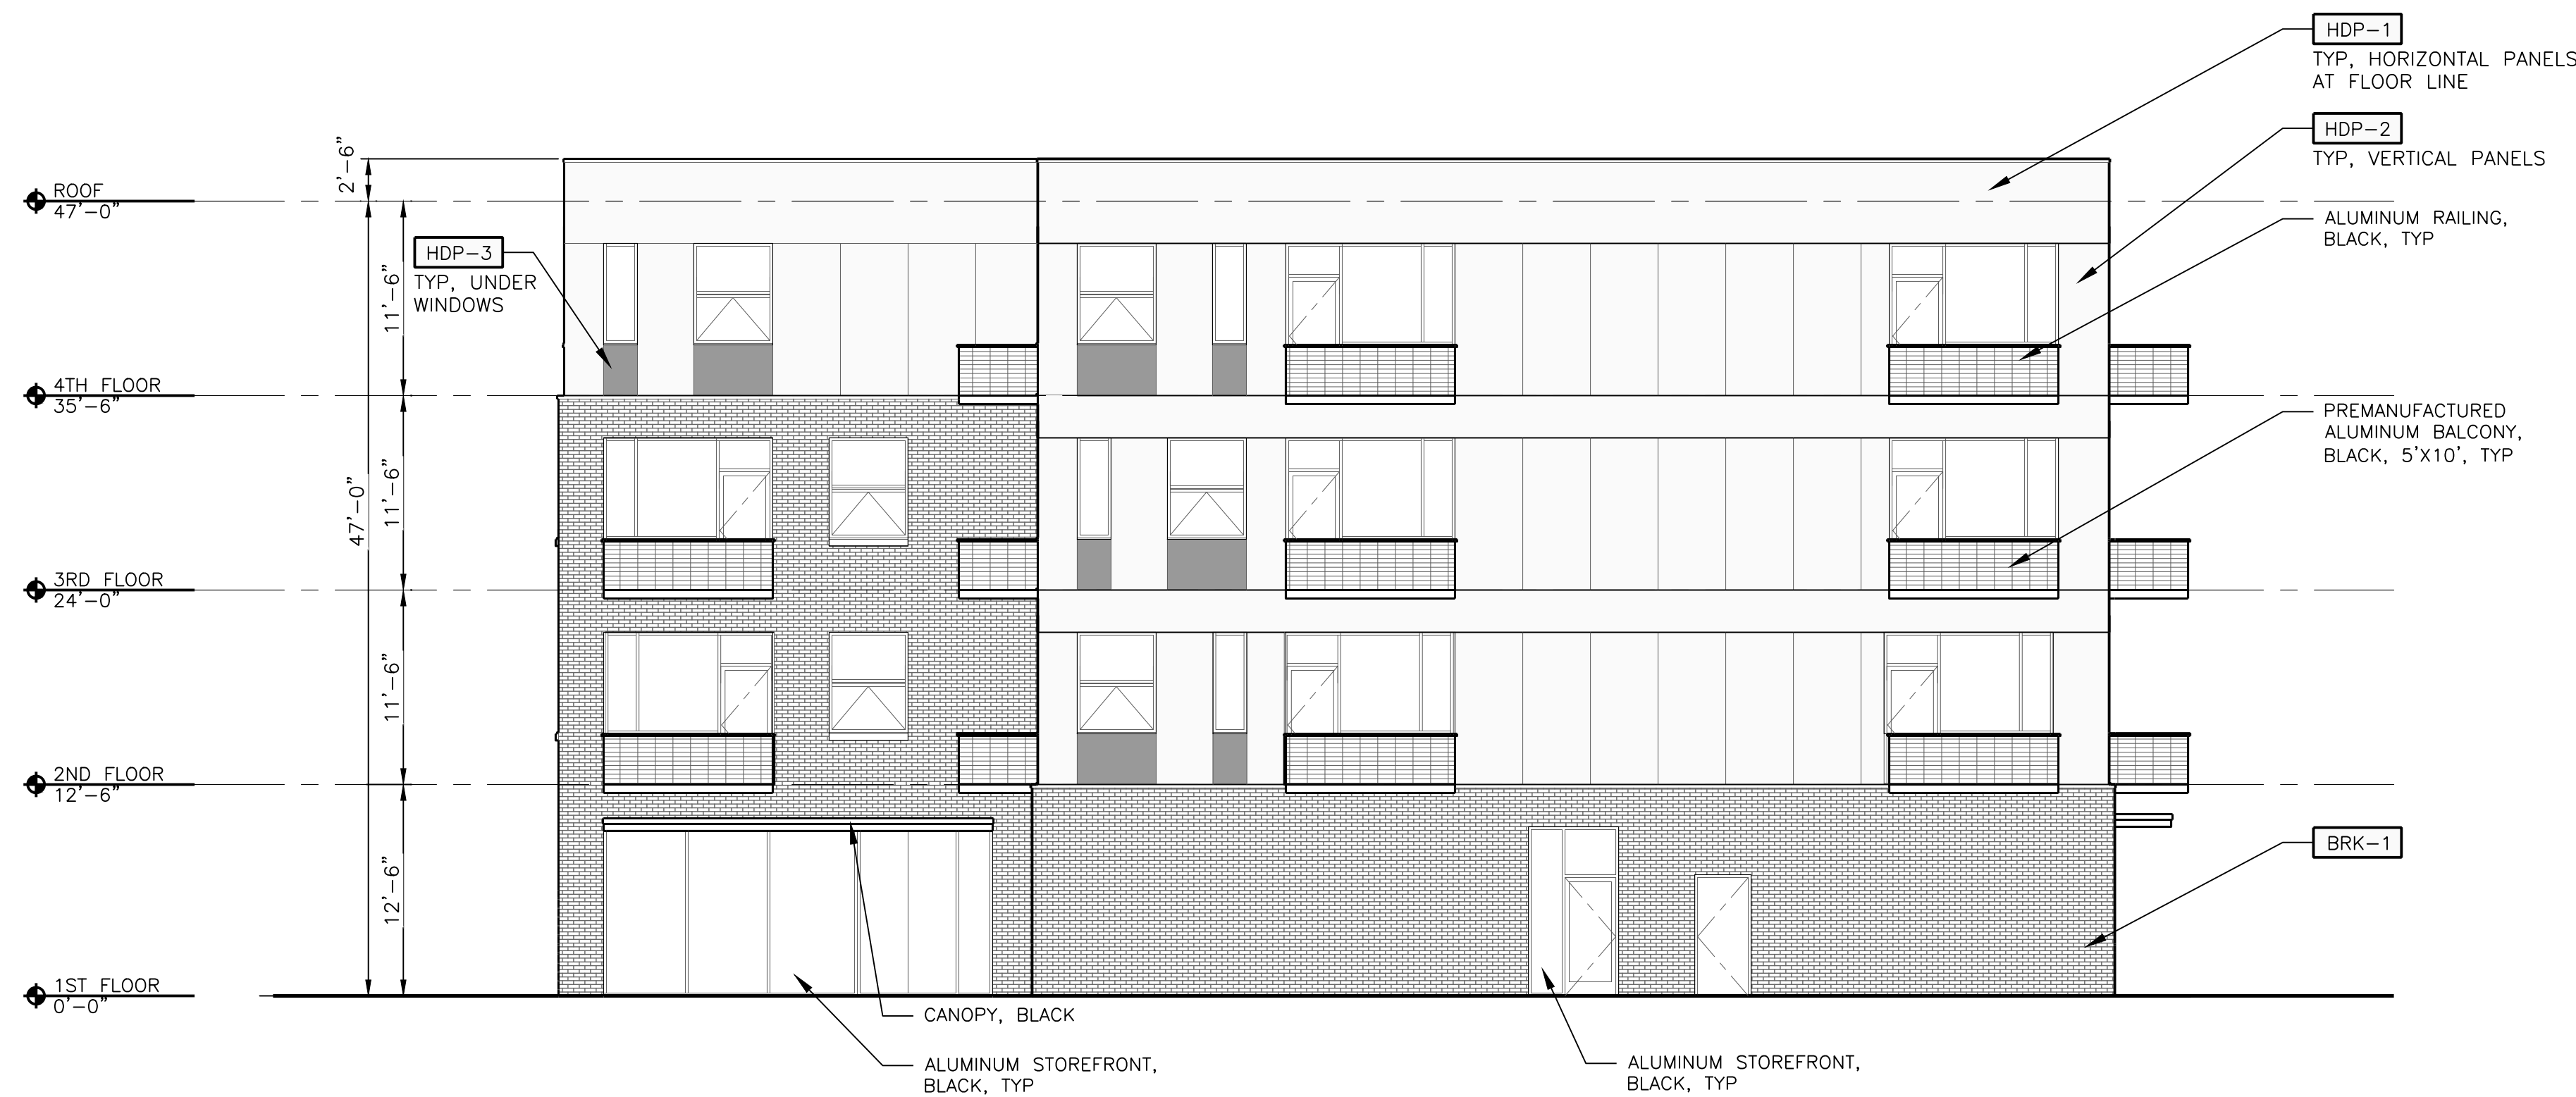 HDP-1
TYP, HORIZONTAL PANELS
AT FLOOR LINE
HDP-2
TYP, VERTICAL PANELS
ALUMINUM RAILING,
BLACK, TYP
PREMANUFACTURED
ALUMINUM BALCONY,
BLACK, 5'X10', TYP
BRK-1
ROOF
47'-0"
4TH FLOOR
35'-6"
3RD FLOOR
24'-0"
2ND FLOOR
12'-6"
1ST FLOOR
0'-0"
2'-6"
47'-0"
11'-6"
11'-6"
11'-6"
12'-6"
HDP-3
TYP, UNDER
WINDOWS
CANOPY, BLACK
ALUMINUM STOREFRONT,
BLACK, TYP
ALUMINUM STOREFRONT,
BLACK, TYP